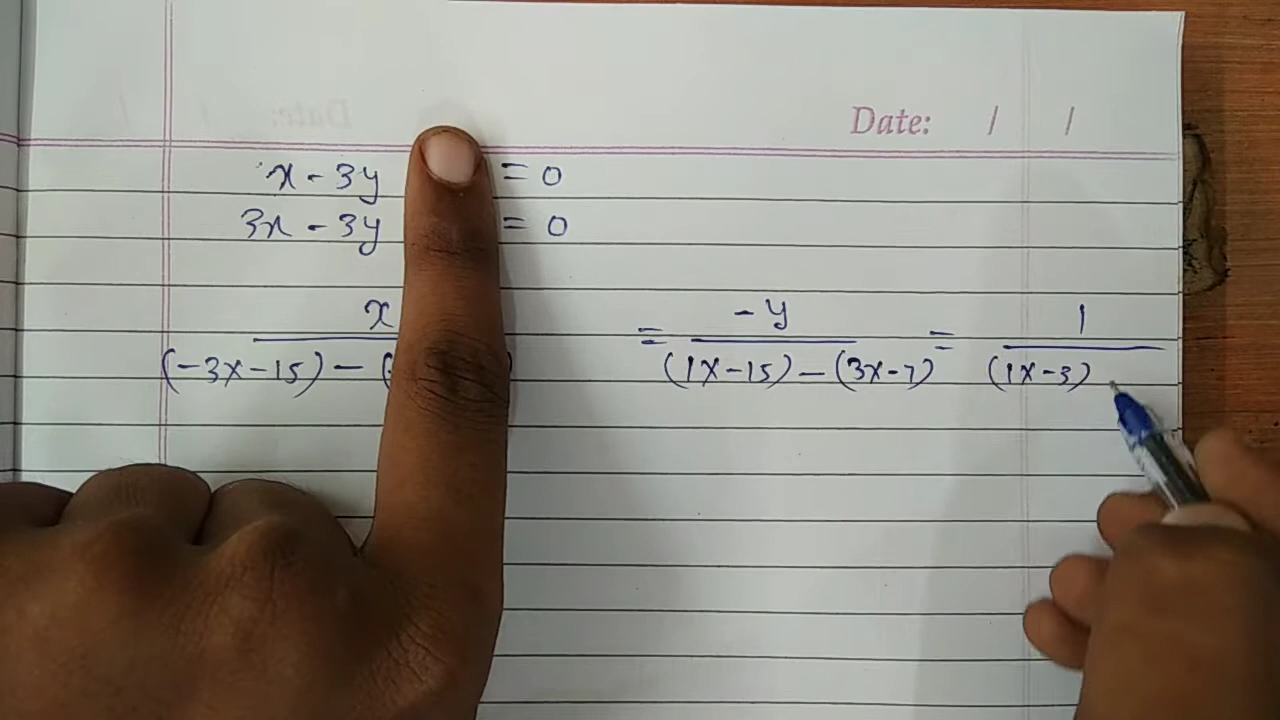 Date: / /
x - 3y = 0
3x - 3y = 0
x = -y = 1
(-3x-15) - ( ) (1x-15) - (3x-7) (1x-3)